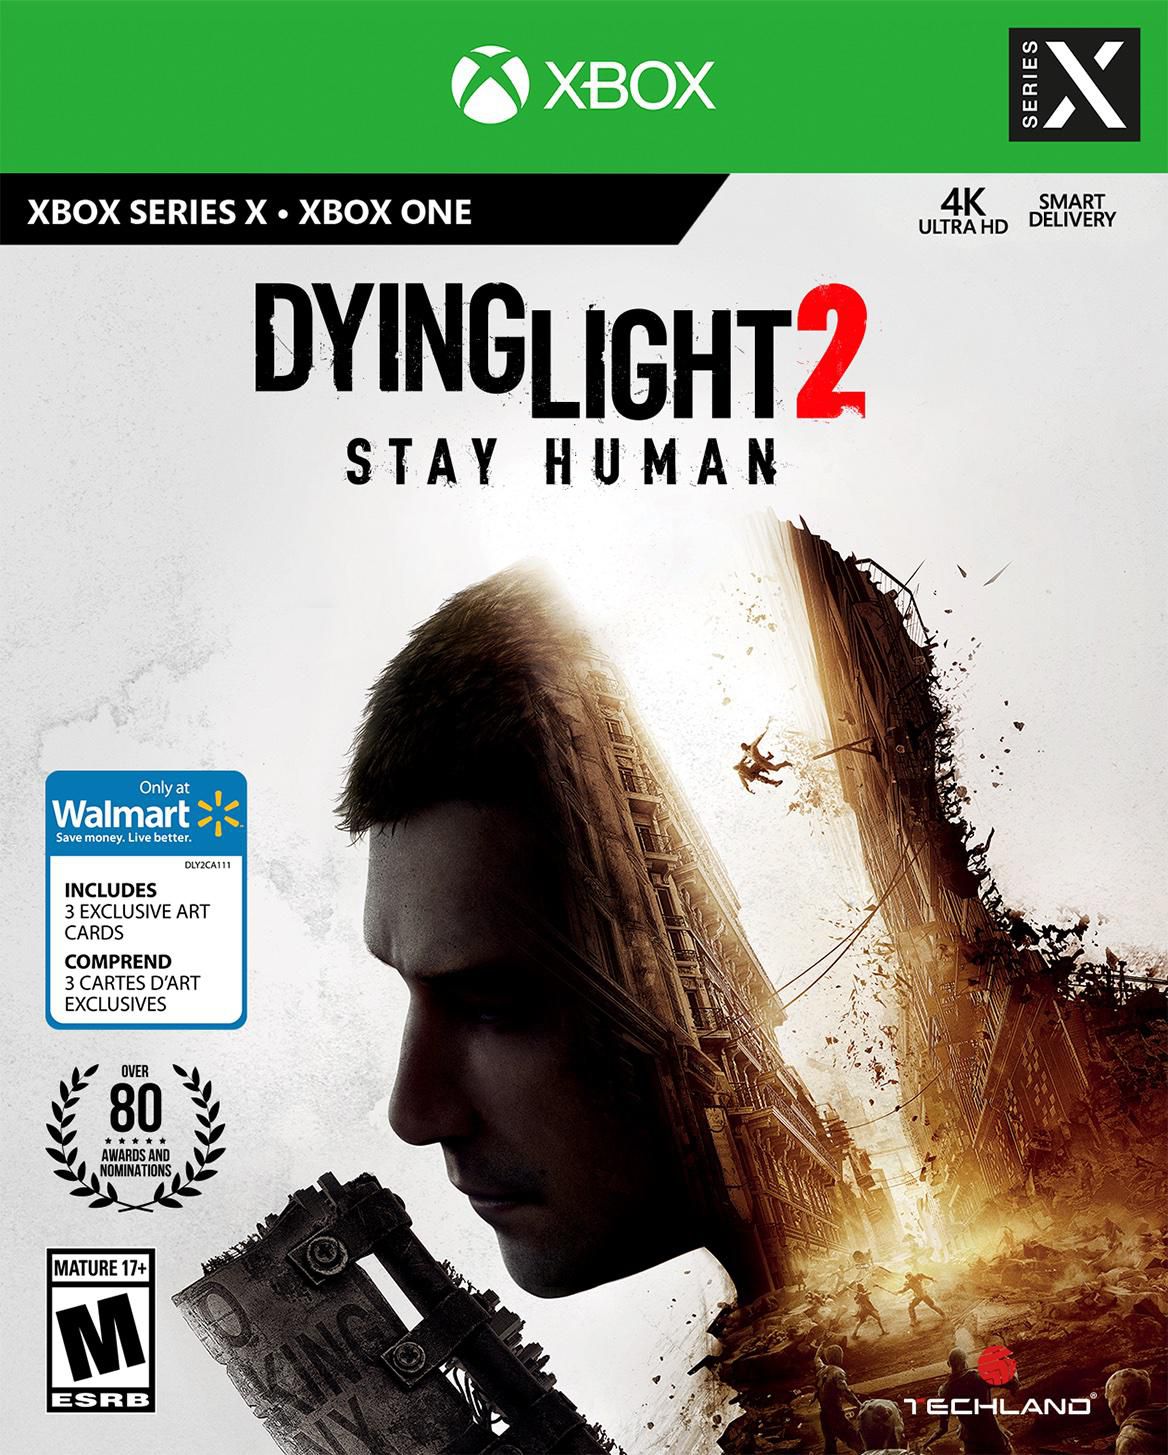 XBOX
SERIES X
XBOX SERIES X • XBOX ONE
4K
ULTRA HD
SMART
DELIVERY
DYING LIGHT 2
STAY HUMAN
Only at
Walmart
Save money. Live better.
DLY2CA111
INCLUDES
3 EXCLUSIVE ART
CARDS
COMPREND
3 CARTES D'ART
EXCLUSIVES
OVER
80
AWARDS AND
NOMINATIONS
MATURE 17+
M
ESRB
KING
TECHLAND®